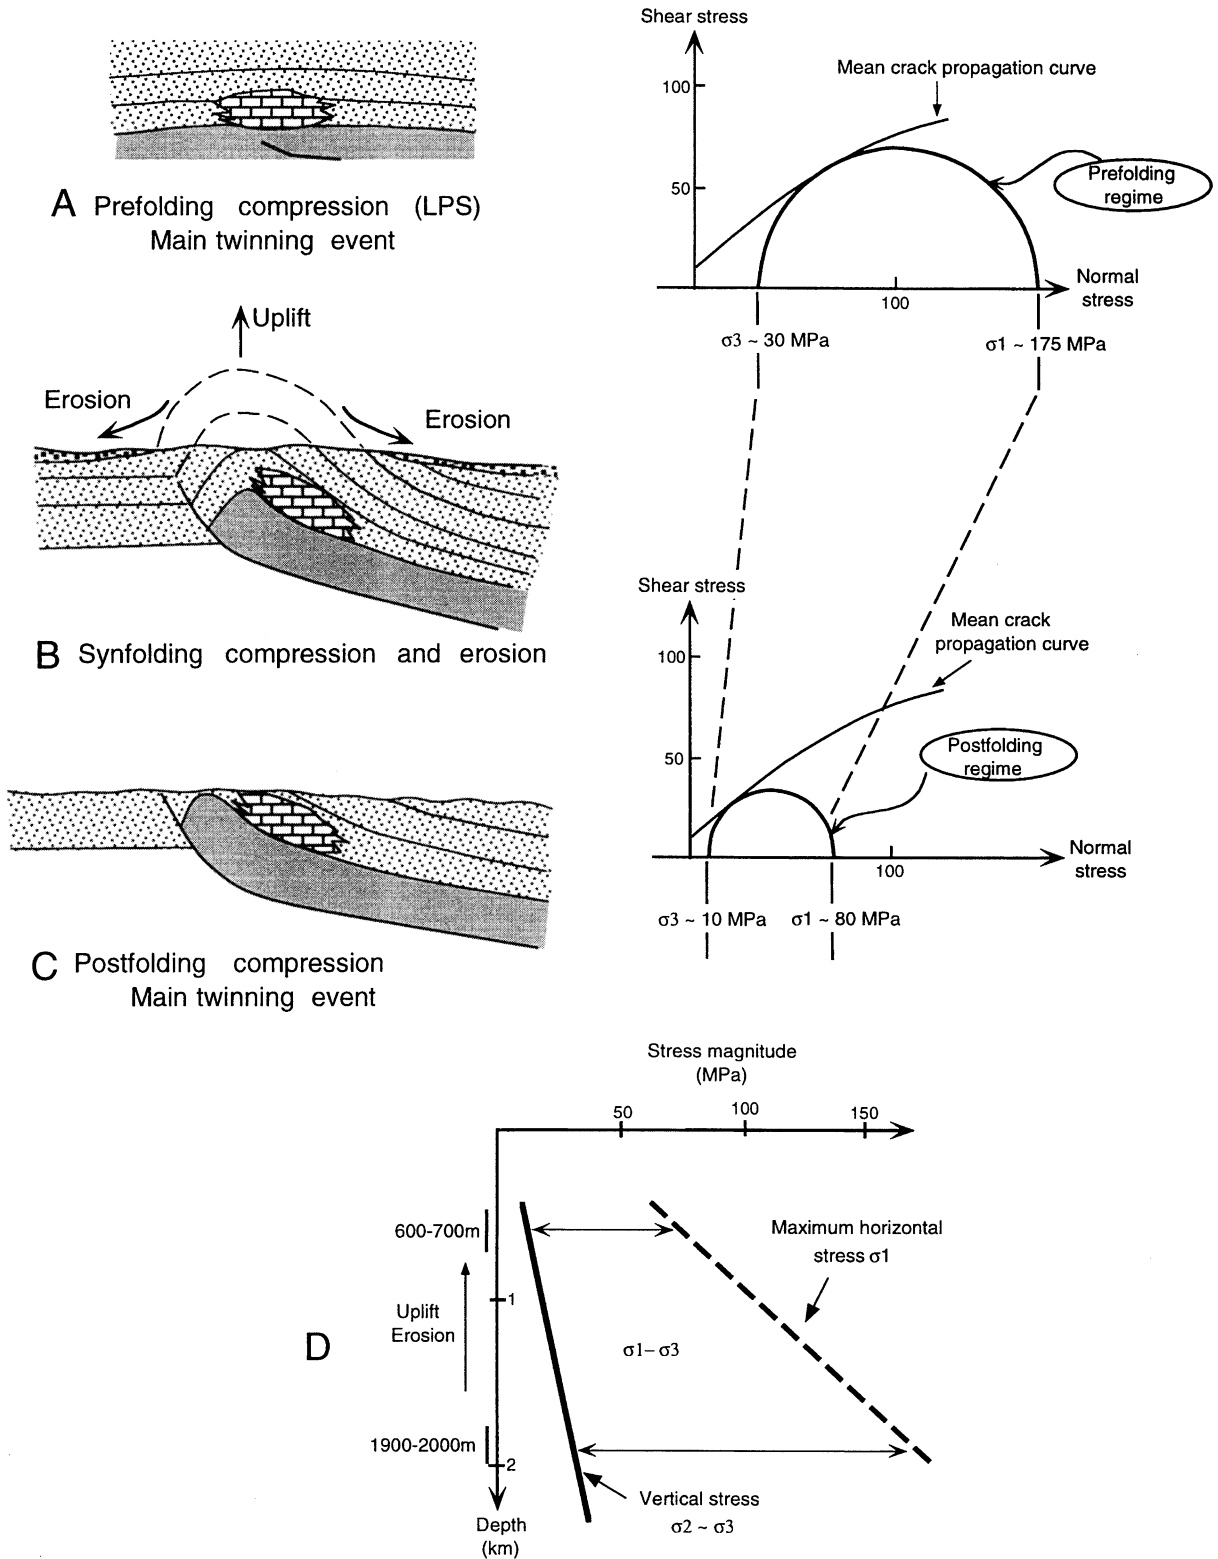 Shear stress
Mean crack propagation curve
100
50
Prefolding
regime
A Prefolding compression (LPS)
Main twinning event
Normal
stress
100
σ3 ~ 30 MPa
σ1 ~ 175 MPa
Uplift
Erosion
Erosion
B Synfolding compression and erosion
Shear stress
Mean crack
propagation curve
100
50
Postfolding
regime
Normal
stress
100
σ3 ~ 10 MPa
σ1 ~ 80 MPa
C Postfolding compression
Main twinning event
Stress magnitude
(MPa)
50
100
150
600-700m
Maximum horizontal
stress σ1
1
Uplift
Erosion
D
σ1– σ3
1900-2000m
2
Vertical stress
σ2 ~ σ3
Depth
(km)